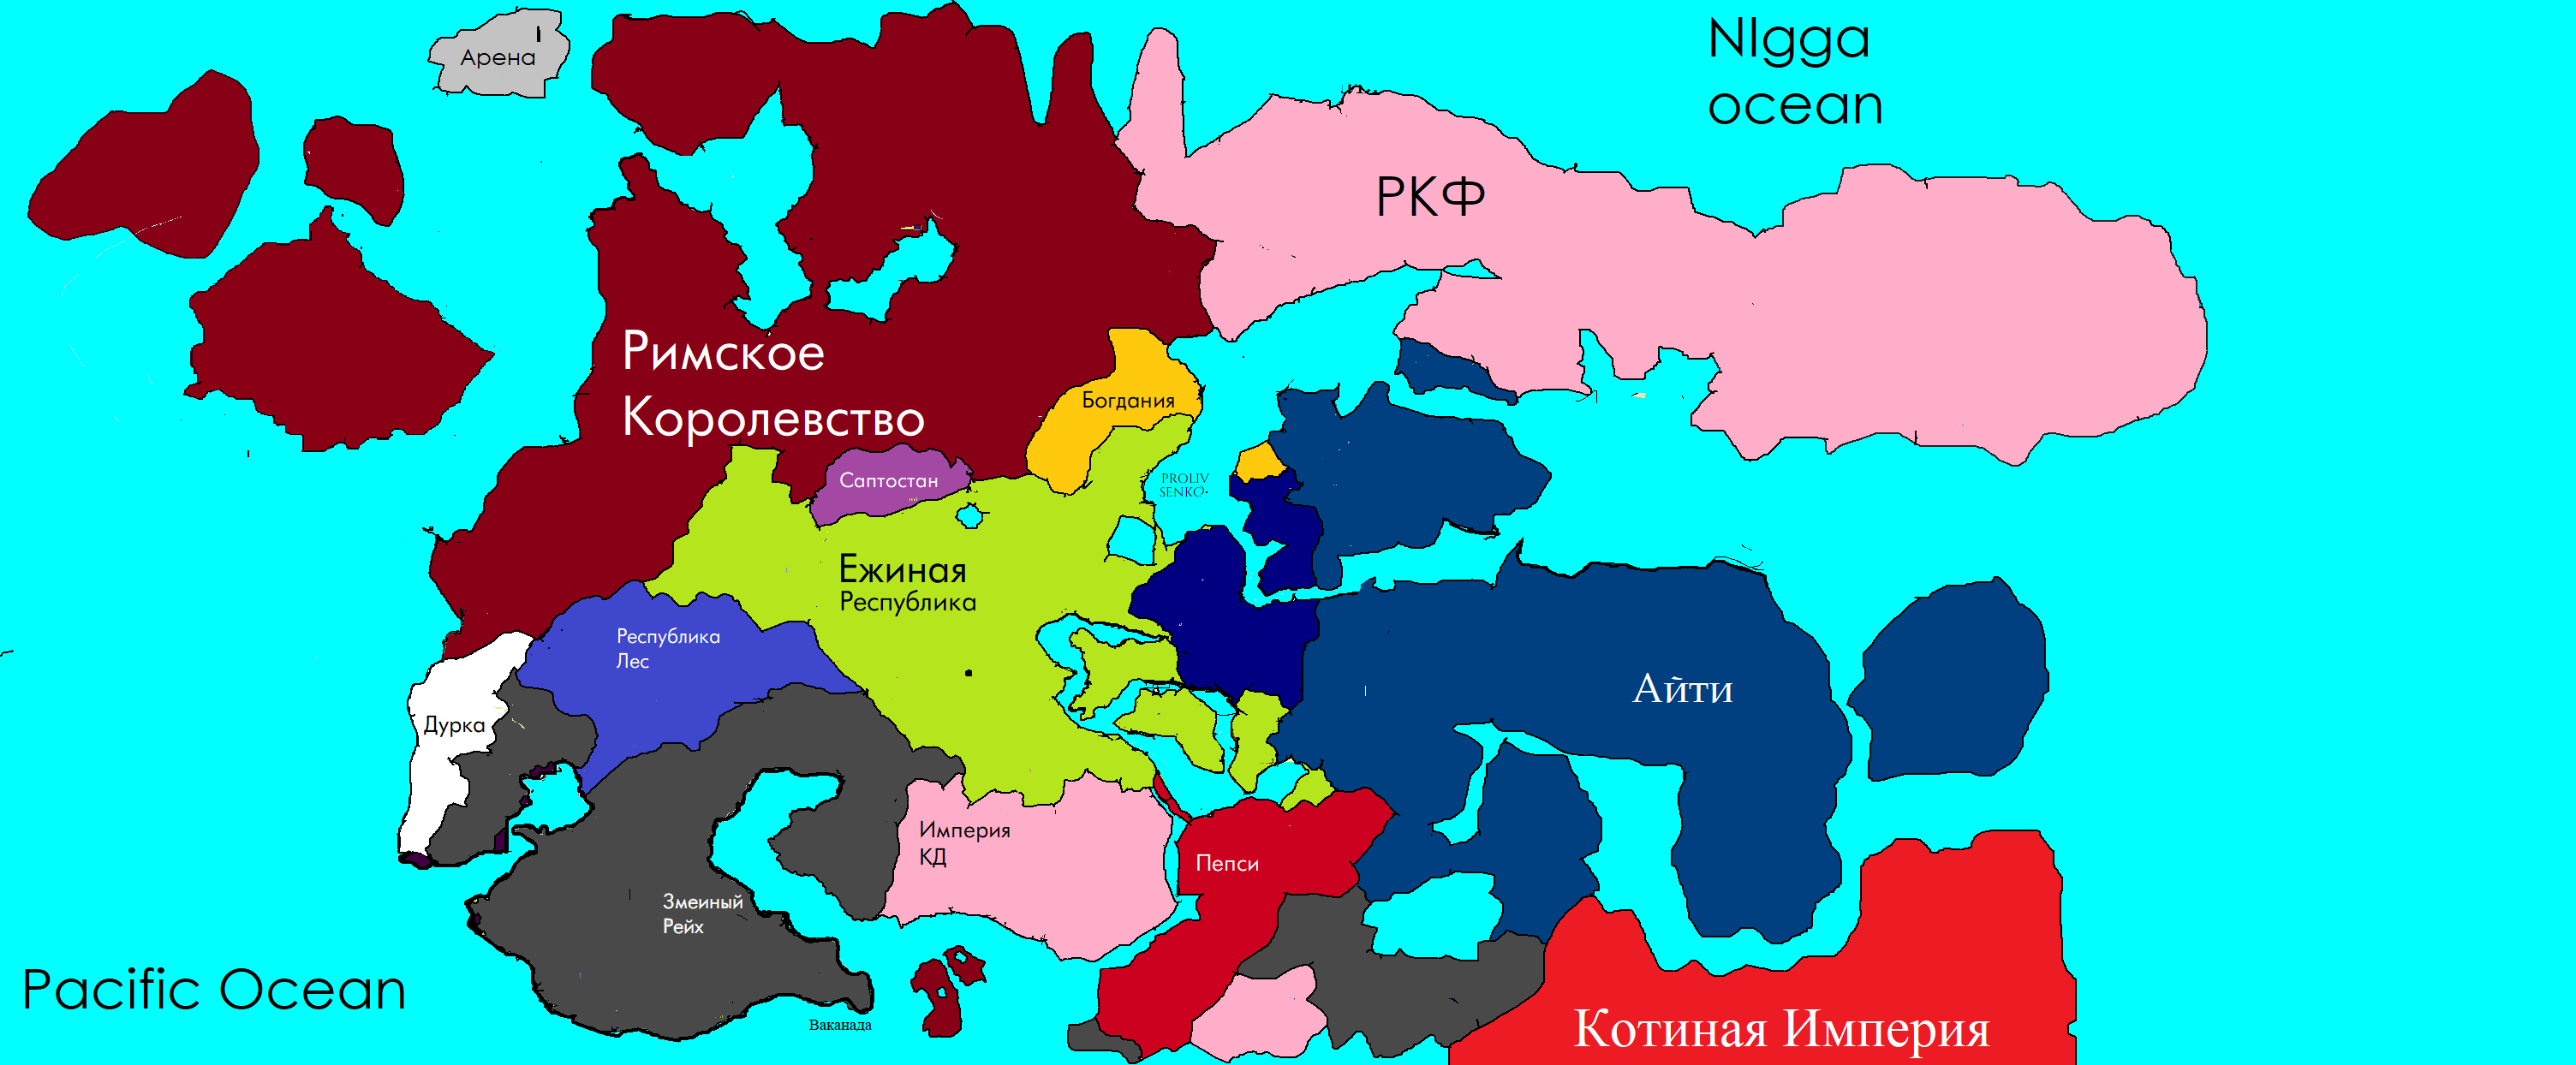 Арена
NIgga
ocean
РКФ
Римское
Королевство
Богдания
Саптостан
PROLIV
SENKO
Ежиная
Республика
Республика
Лес
Айти
Дурка
Империя
КД
Пепси
Змеиный
Рейх
Pacific Ocean
Ваканада
Котиная Империя